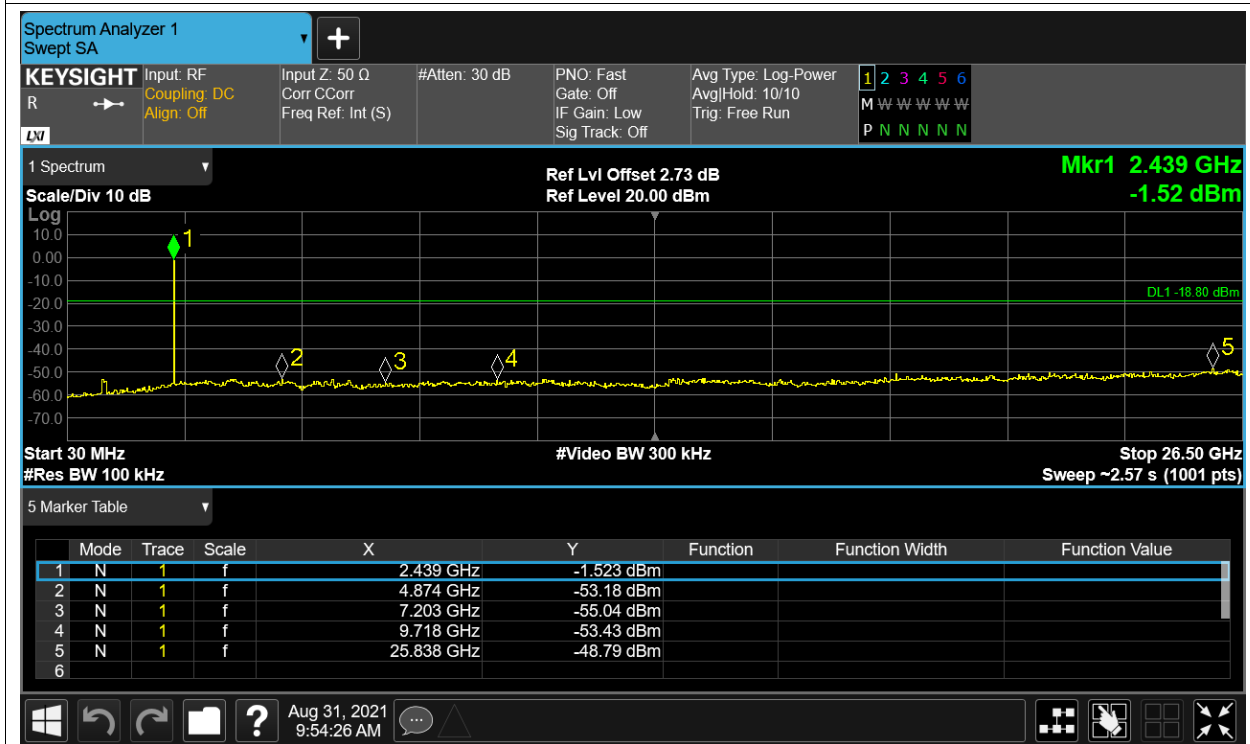 Spectrum Analyzer 1
Swept SA
KEYSIGHT Input: RF Input Z: 50 Ω #Atten: 30 dB PNO: Fast Avg Type: Log-Power 1 2 3 4 5 6
R Coupling: DC Corr CCorr Gate: Off Avg|Hold: 10/10 M W W W W W
Align: Off Freq Ref: Int (S) IF Gain: Low Trig: Free Run
LXI Sig Track: Off P N N N N N
1 Spectrum Ref Lvl Offset 2.73 dB Mkr1 2.439 GHz
Scale/Div 10 dB Ref Level 20.00 dBm -1.52 dBm
Log
10.0 1
0.00
-10.0
DL1 -18.80 dBm
-20.0
-30.0
-40.0 2 3 4 5
-50.0
-60.0
-70.0
Start 30 MHz #Video BW 300 kHz Stop 26.50 GHz
#Res BW 100 kHz Sweep ~2.57 s (1001 pts)
5 Marker Table
Mode Trace Scale X Y Function Function Width Function Value
1 N 1 f 2.439 GHz -1.523 dBm
2 N 1 f 4.874 GHz -53.18 dBm
3 N 1 f 7.203 GHz -55.04 dBm
4 N 1 f 9.718 GHz -53.43 dBm
5 N 1 f 25.838 GHz -48.79 dBm
6
? Aug 31, 2021
9:54:26 AM